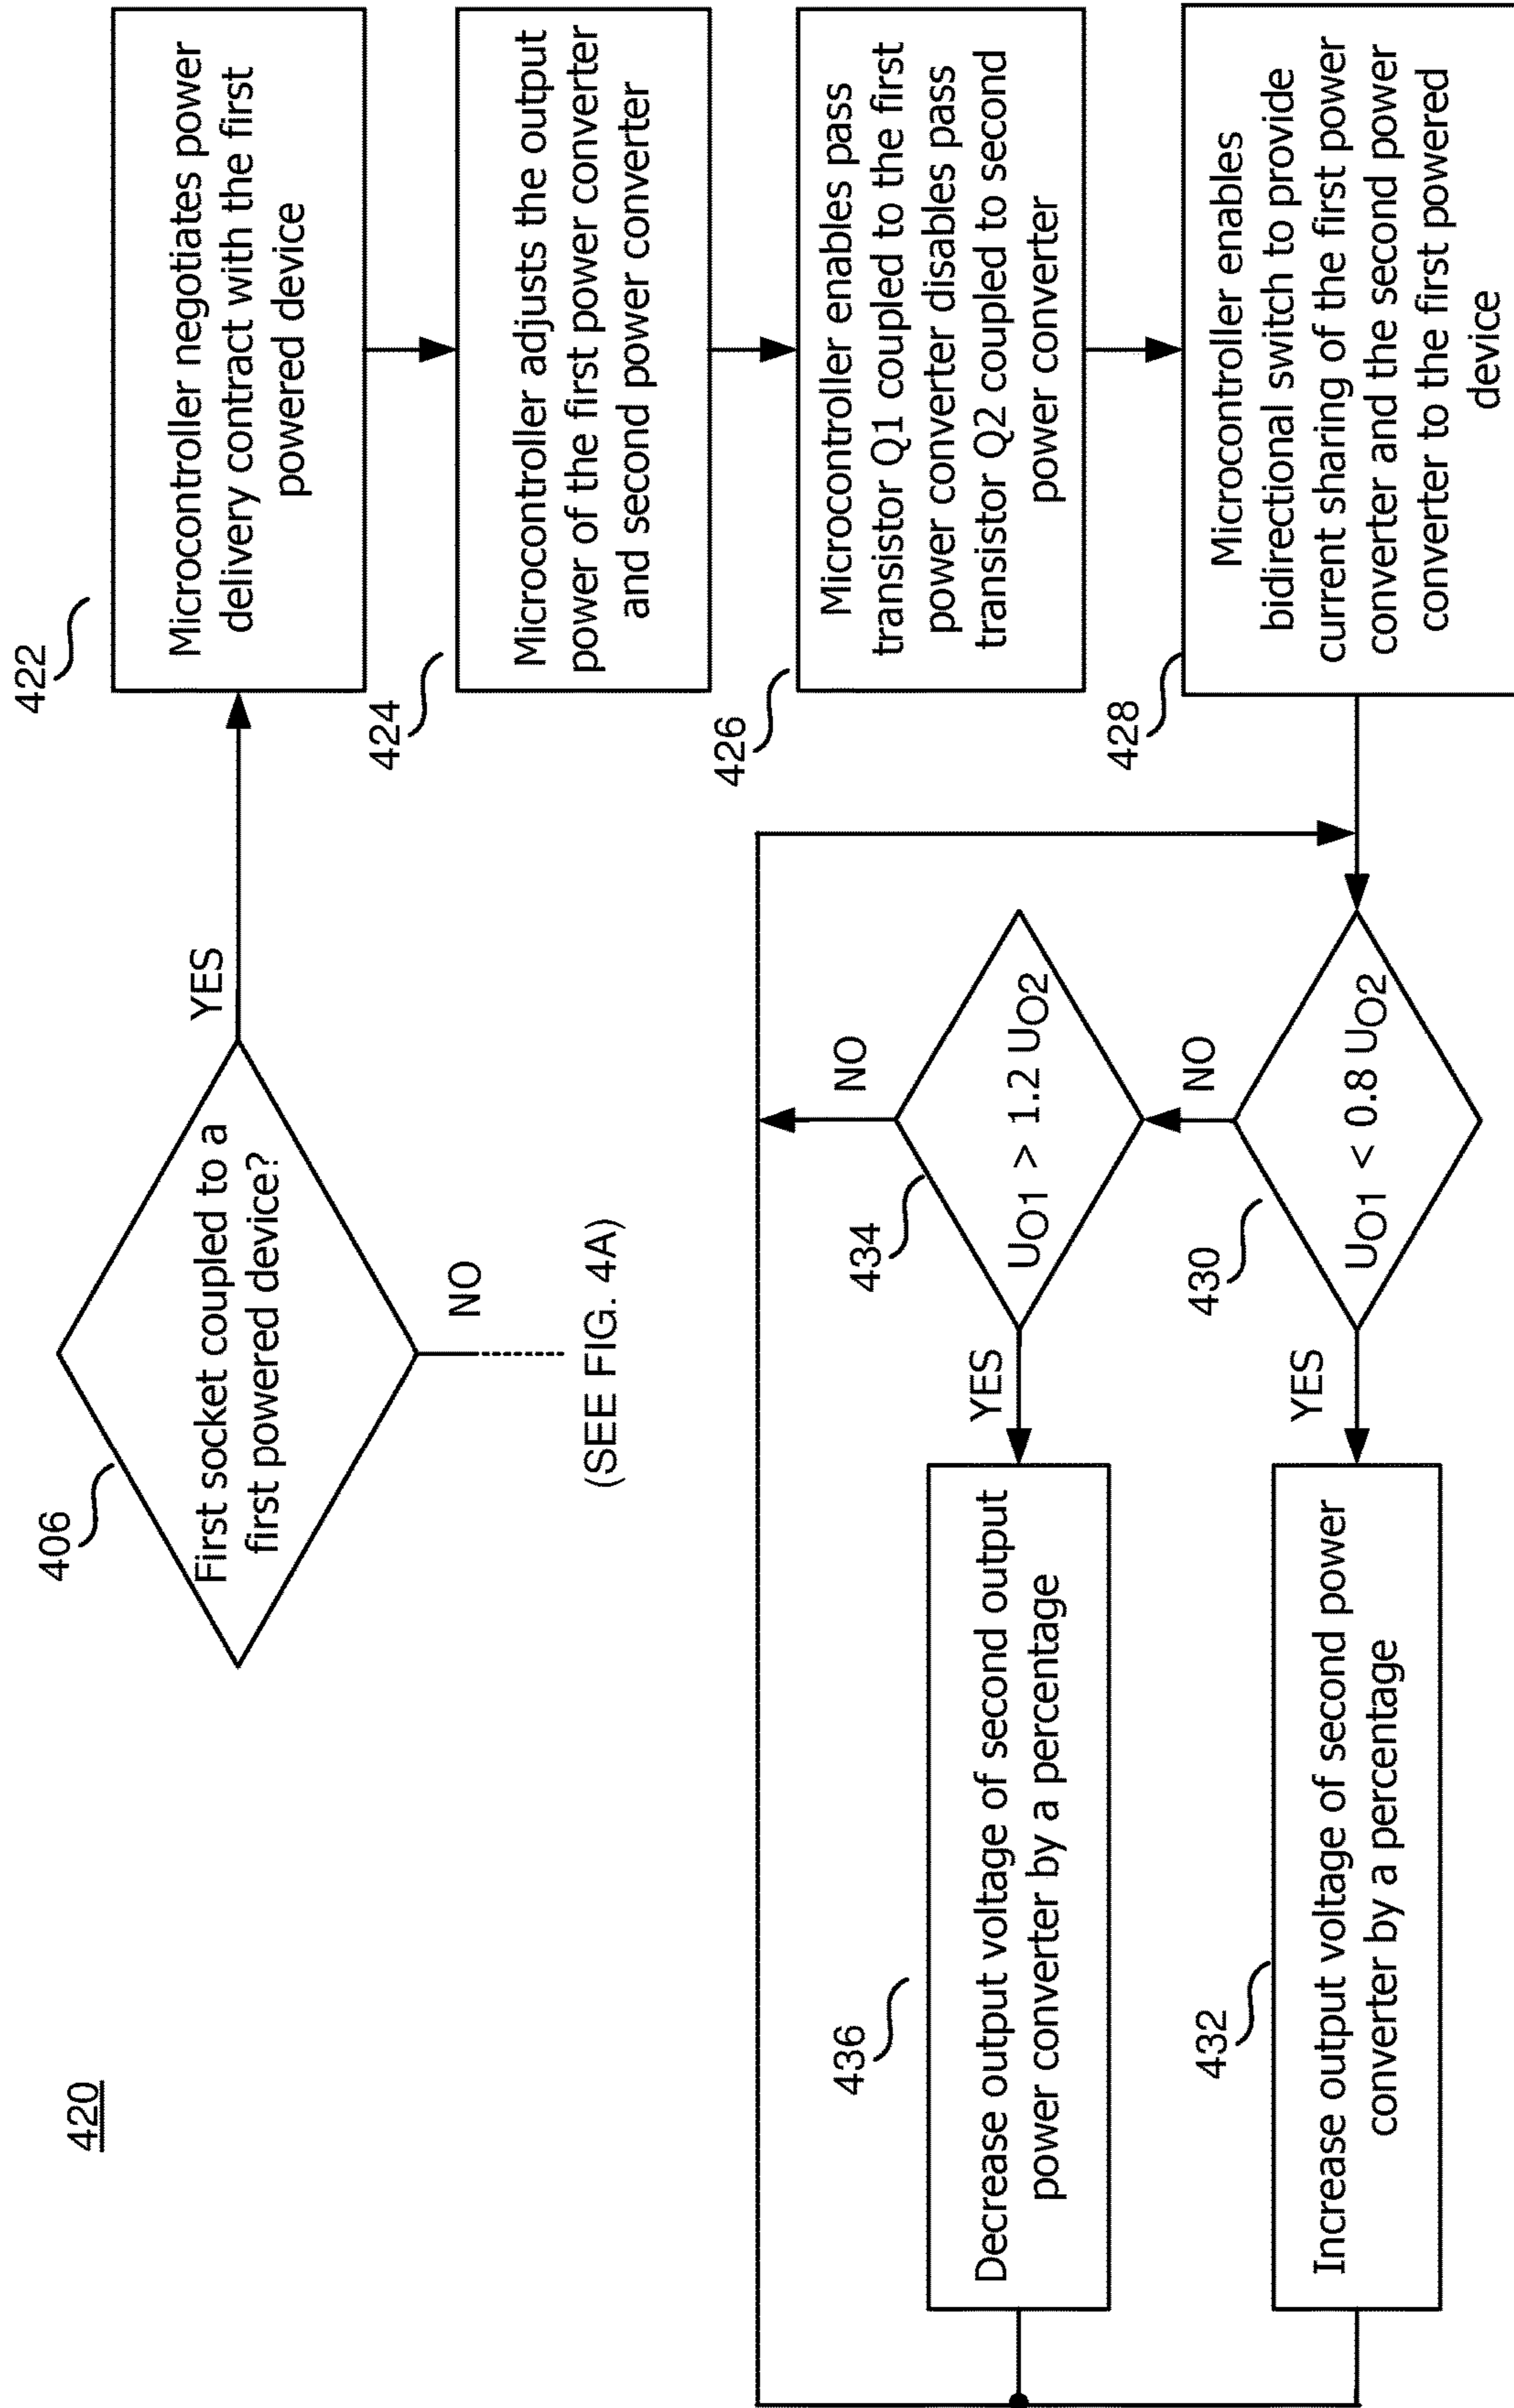 420
406
First socket coupled to a
first powered device?
YES
NO
(SEE FIG. 4A)
422
Microcontroller negotiates power
delivery contract with the first
powered device
424
Microcontroller adjusts the output
power of the first power converter
and second power converter
426
Microcontroller enables pass
transistor Q1 coupled to the first
power converter disables pass
transistor Q2 coupled to second
power converter
428
Microcontroller enables
bidirectional switch to provide
current sharing of the first power
converter and the second power
converter to the first powered
device
430
UO1 < 0.8 UO2
NO
YES
432
Increase output voltage of second power
converter by a percentage
434
UO1 > 1.2 UO2
NO
YES
436
Decrease output voltage of second output
power converter by a percentage